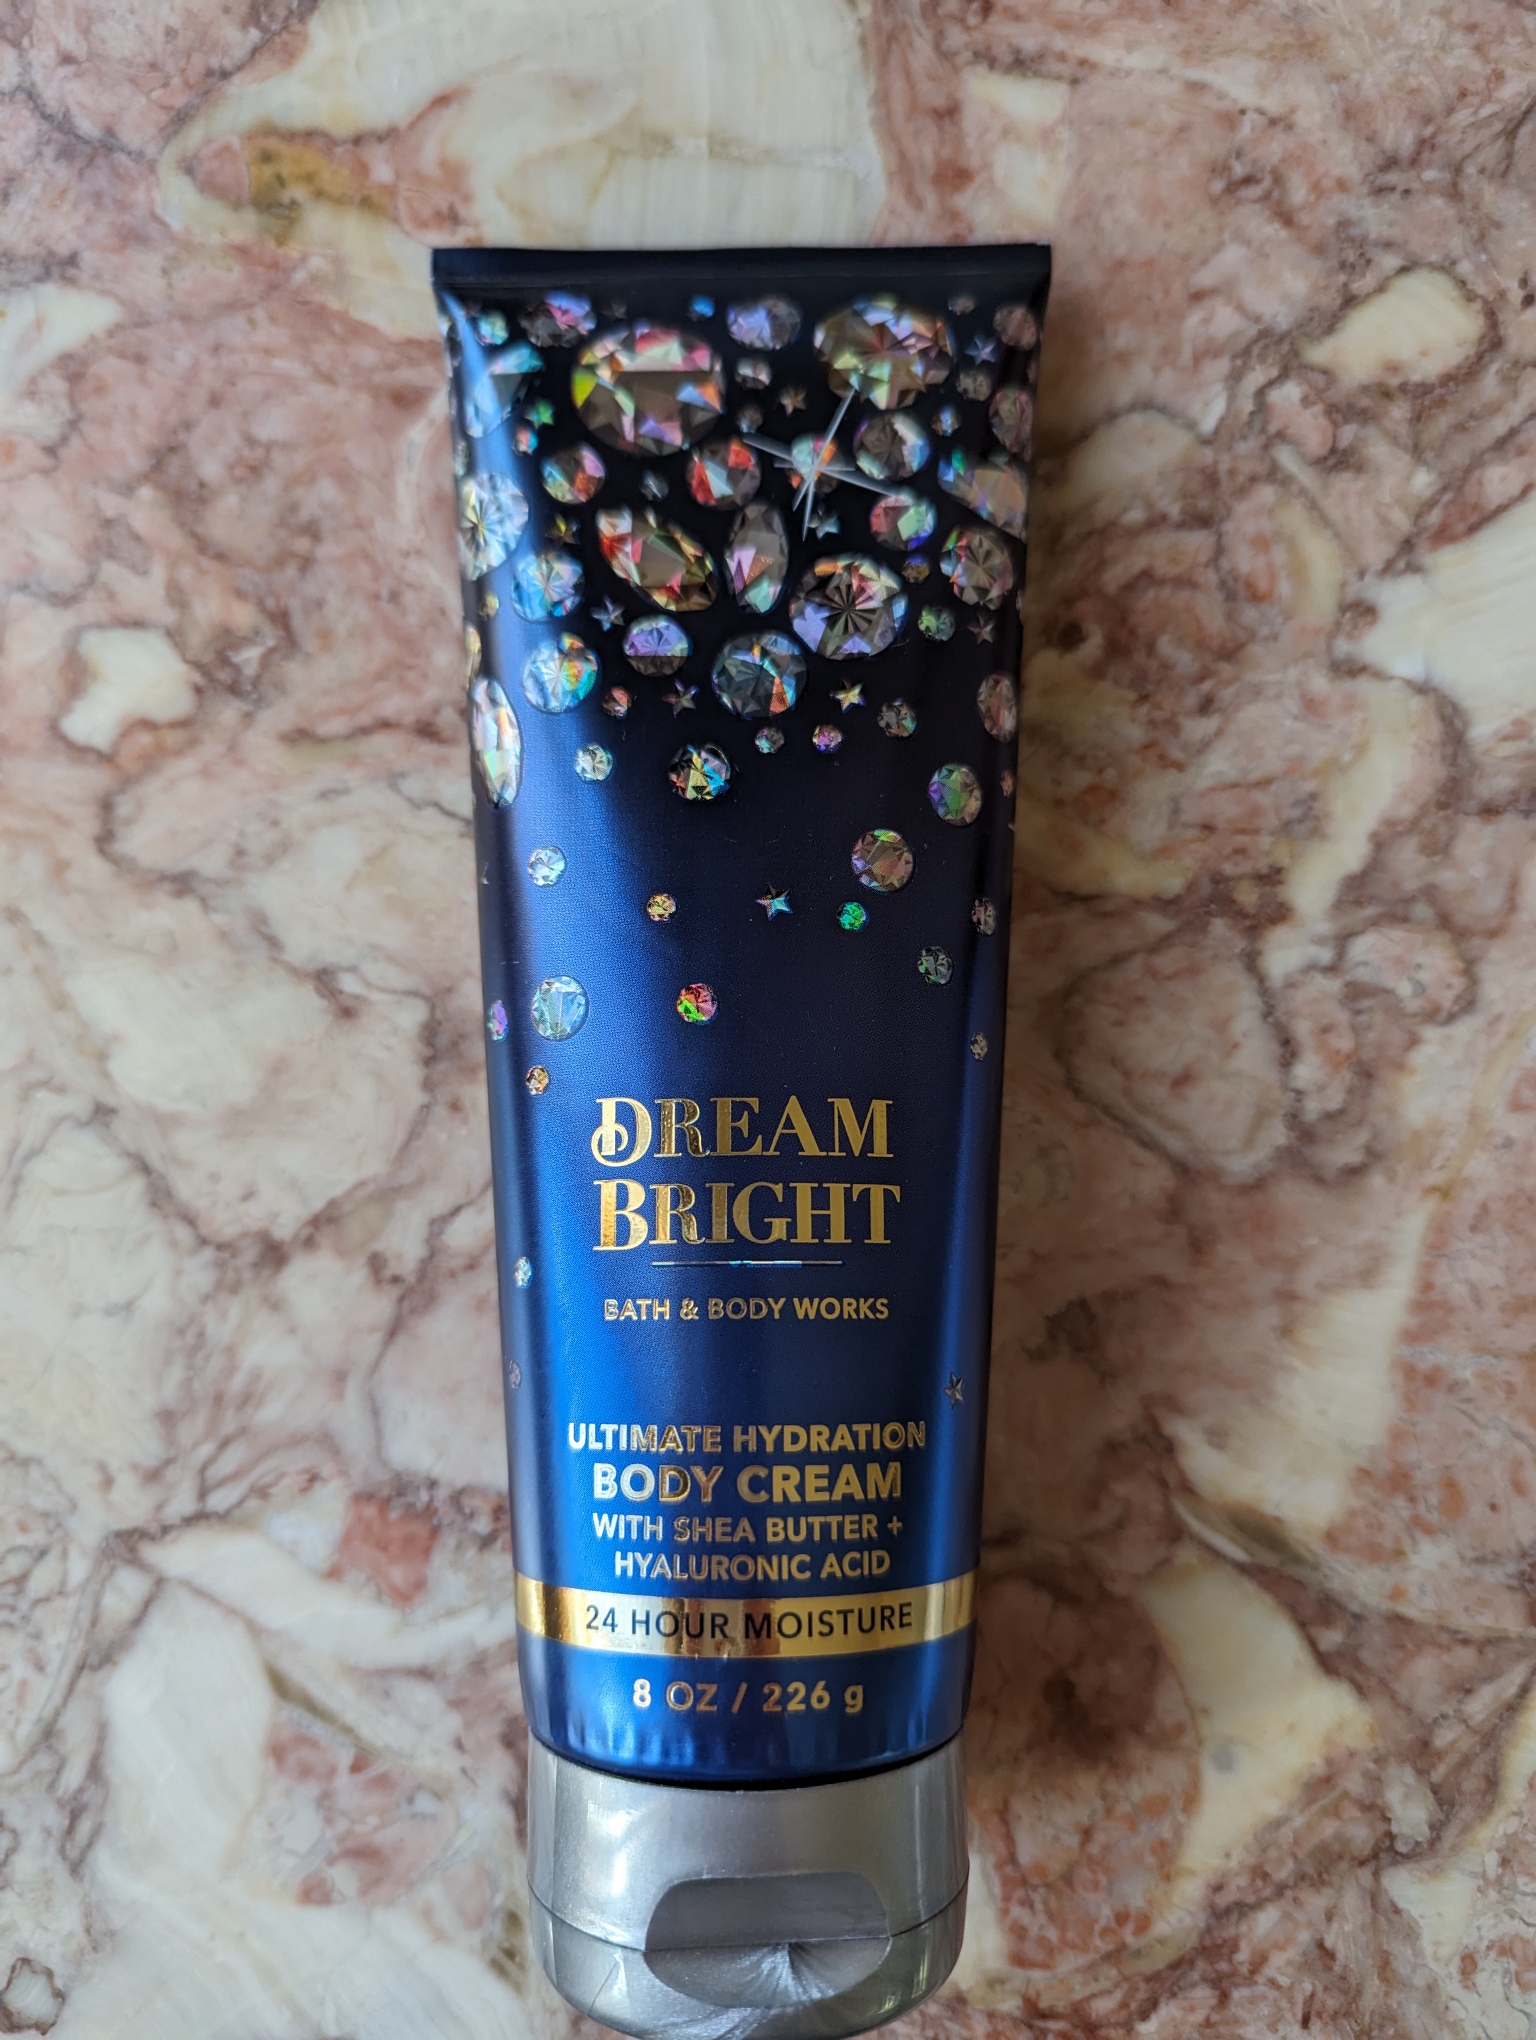 DREAM
BRIGHT
BATH & BODY WORKS
ULTIMATE HYDRATION
BODY CREAM
WITH SHEA BUTTER +
HYALURONIC ACID
24 HOUR MOISTURE
8 OZ / 226 g